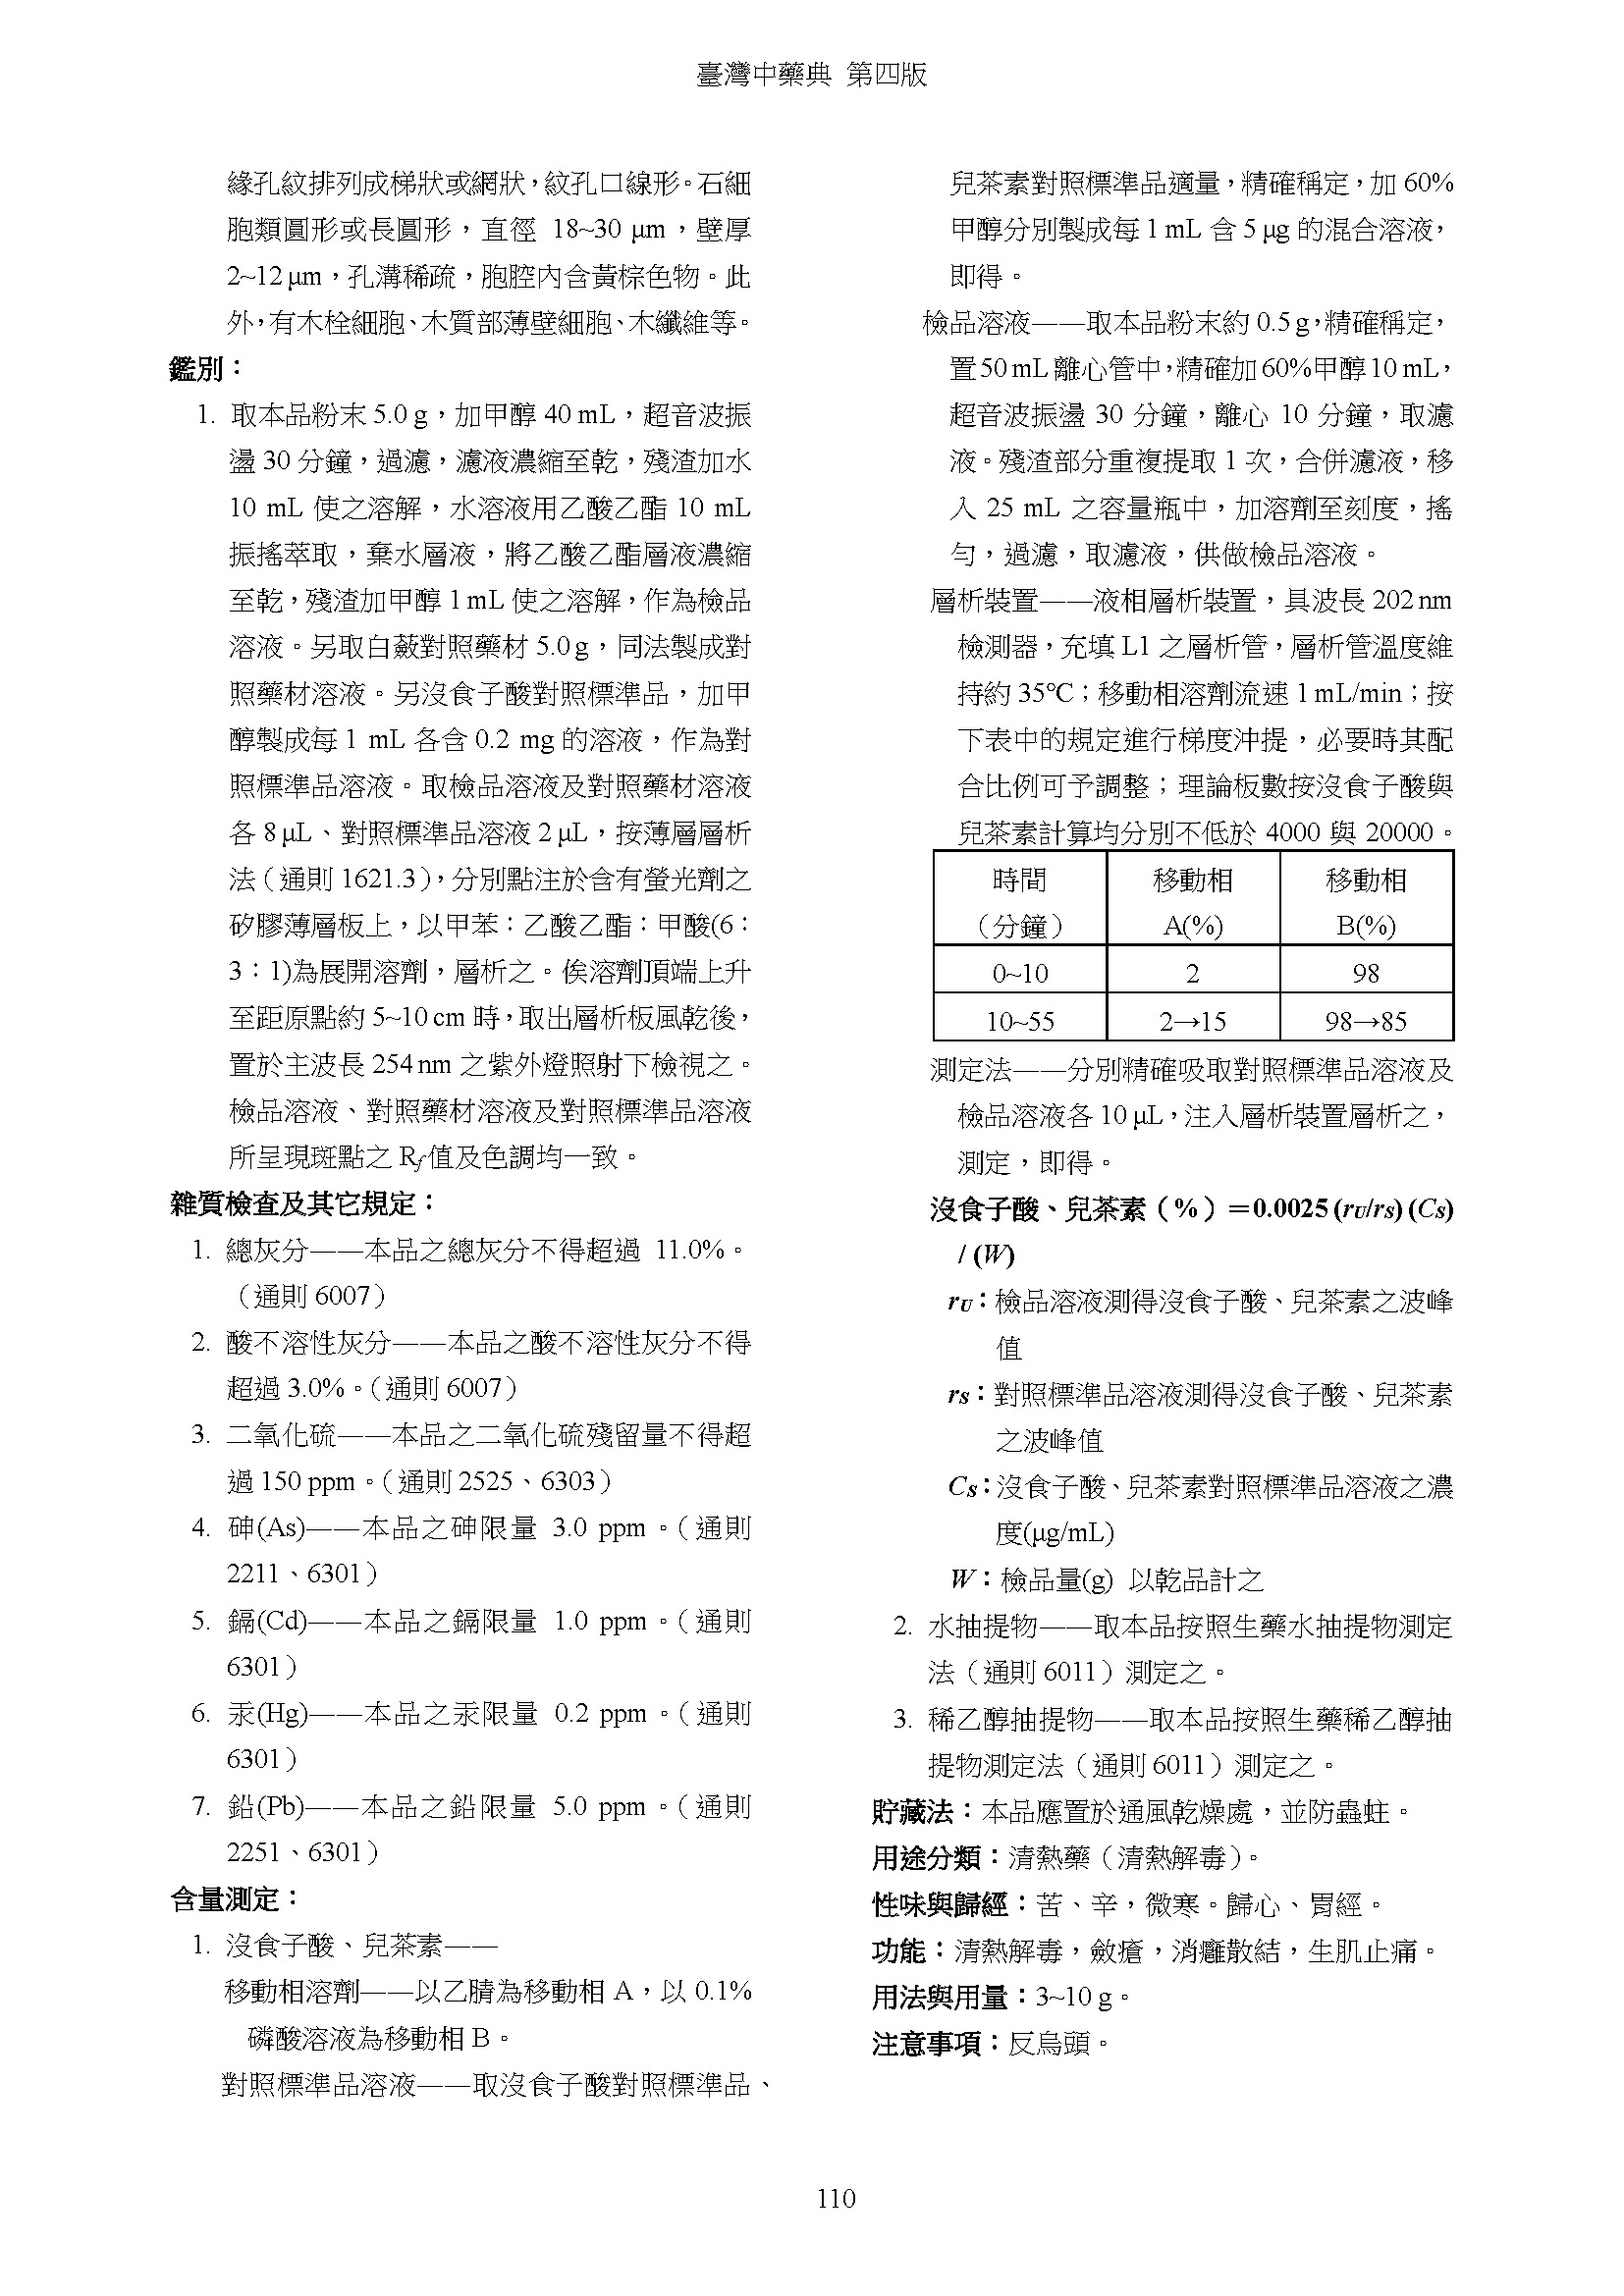 臺灣中藥典 第四版
緣孔紋排列成梯狀或網狀，紋孔口線形。石細
胞類圓形或長圓形，直徑 18~30 μm，壁厚
2~12 μm，孔溝稀疏，胞腔內含黃棕色物。此
外，有木栓細胞、木質部薄壁細胞、木纖維等。
鑑別：
1. 取本品粉末 5.0 g，加甲醇 40 mL，超音波振
盪 30 分鐘，過濾，濾液濃縮至乾，殘渣加水
10 mL 使之溶解，水溶液用乙酸乙酯 10 mL
振搖萃取，棄水層液，將乙酸乙酯層液濃縮
至乾，殘渣加甲醇 1 mL 使之溶解，作為檢品
溶液。另取白蘞對照藥材 5.0 g，同法製成對
照藥材溶液。另沒食子酸對照標準品，加甲
醇製成每 1 mL 各含 0.2 mg 的溶液，作為對
照標準品溶液。取檢品溶液及對照藥材溶液
各 8 μL、對照標準品溶液 2 μL，按薄層層析
法（通則 1621.3），分別點注於含有螢光劑之
矽膠薄層板上，以甲苯：乙酸乙酯：甲酸(6：
3：1)為展開溶劑，層析之。俟溶劑頂端上升
至距原點約 5~10 cm 時，取出層析板風乾後，
置於主波長 254 nm 之紫外燈照射下檢視之。
檢品溶液、對照藥材溶液及對照標準品溶液
所呈現斑點之 Rf 值及色調均一致。
雜質檢查及其它規定：
1. 總灰分——本品之總灰分不得超過 11.0%。
（通則 6007）
2. 酸不溶性灰分——本品之酸不溶性灰分不得
超過 3.0%。（通則 6007）
3. 二氧化硫——本品之二氧化硫殘留量不得超
過 150 ppm。（通則 2525、6303）
4. 砷(As)——本品之砷限量 3.0 ppm。（通則
2211、6301）
5. 鎘(Cd)——本品之鎘限量 1.0 ppm。（通則
6301）
6. 汞(Hg)——本品之汞限量 0.2 ppm。（通則
6301）
7. 鉛(Pb)——本品之鉛限量 5.0 ppm。（通則
2251、6301）
含量測定：
1. 沒食子酸、兒茶素——
移動相溶劑——以乙腈為移動相 A，以 0.1%
磷酸溶液為移動相 B。
對照標準品溶液——取沒食子酸對照標準品、
兒茶素對照標準品適量，精確稱定，加 60%
甲醇分別製成每 1 mL 含 5 μg 的混合溶液，
即得。
檢品溶液——取本品粉末約 0.5 g，精確稱定，
置 50 mL 離心管中，精確加 60%甲醇 10 mL，
超音波振盪 30 分鐘，離心 10 分鐘，取濾
液。殘渣部分重複提取 1 次，合併濾液，移
入 25 mL 之容量瓶中，加溶劑至刻度，搖
勻，過濾，取濾液，供做檢品溶液。
層析裝置——液相層析裝置，具波長 202 nm
檢測器，充填 L1 之層析管，層析管溫度維
持約 35℃；移動相溶劑流速 1 mL/min；按
下表中的規定進行梯度沖提，必要時其配
合比例可予調整；理論板數按沒食子酸與
兒茶素計算均分別不低於 4000 與 20000。
時間 移動相 移動相
（分鐘） A(%) B(%)
0~10 2 98
10~55 2→15 98→85
測定法——分別精確吸取對照標準品溶液及
檢品溶液各 10 μL，注入層析裝置層析之，
測定，即得。
沒食子酸、兒茶素（%）＝0.0025 (rU/rS) (CS)
/ (W)
rU：檢品溶液測得沒食子酸、兒茶素之波峰
值
rS：對照標準品溶液測得沒食子酸、兒茶素
之波峰值
CS：沒食子酸、兒茶素對照標準品溶液之濃
度(μg/mL)
W：檢品量(g) 以乾品計之
2. 水抽提物——取本品按照生藥水抽提物測定
法（通則 6011）測定之。
3. 稀乙醇抽提物——取本品按照生藥稀乙醇抽
提物測定法（通則 6011）測定之。
貯藏法：本品應置於通風乾燥處，並防蟲蛀。
用途分類：清熱藥（清熱解毒）。
性味與歸經：苦、辛，微寒。歸心、胃經。
功能：清熱解毒，斂瘡，消癰散結，生肌止痛。
用法與用量：3~10 g。
注意事項：反烏頭。
110